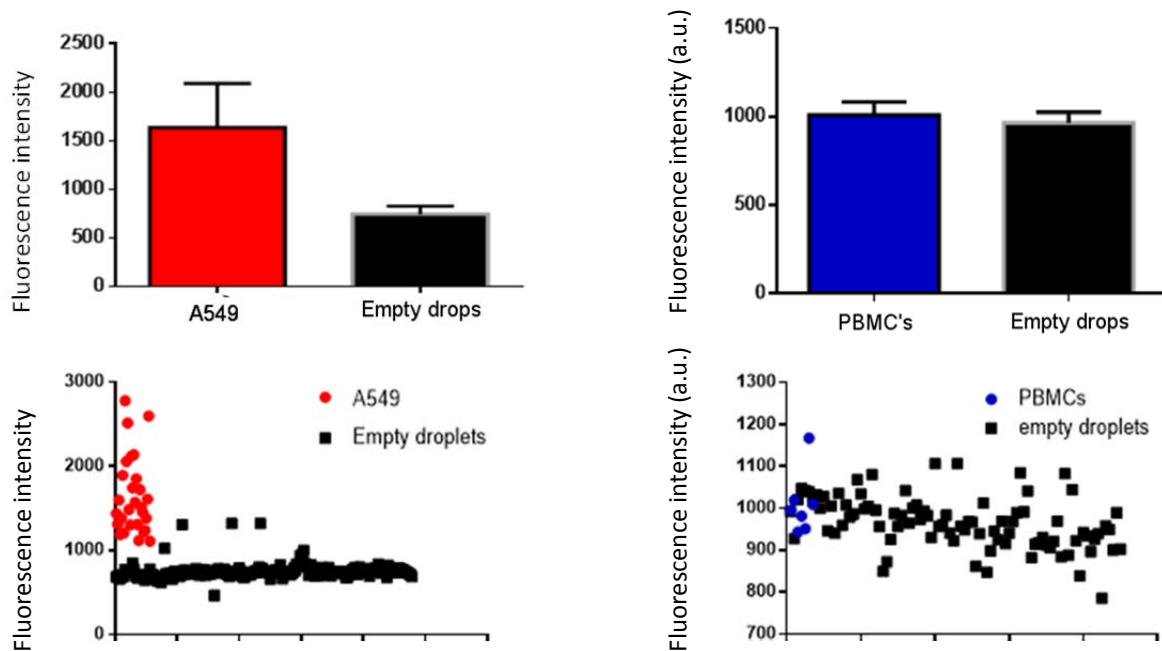 Fluorescence intensity
2500
2000
1500
1000
500
0
A549
Empty drops
Fluorescence intensity (a.u.)
1500
1000
500
0
PBMC's
Empty drops
Fluorescence intensity
3000
2000
1000
0
A549
Empty droplets
Fluorescence intensity (a.u.)
1300
1200
1100
1000
900
800
700
PBMCs
empty droplets